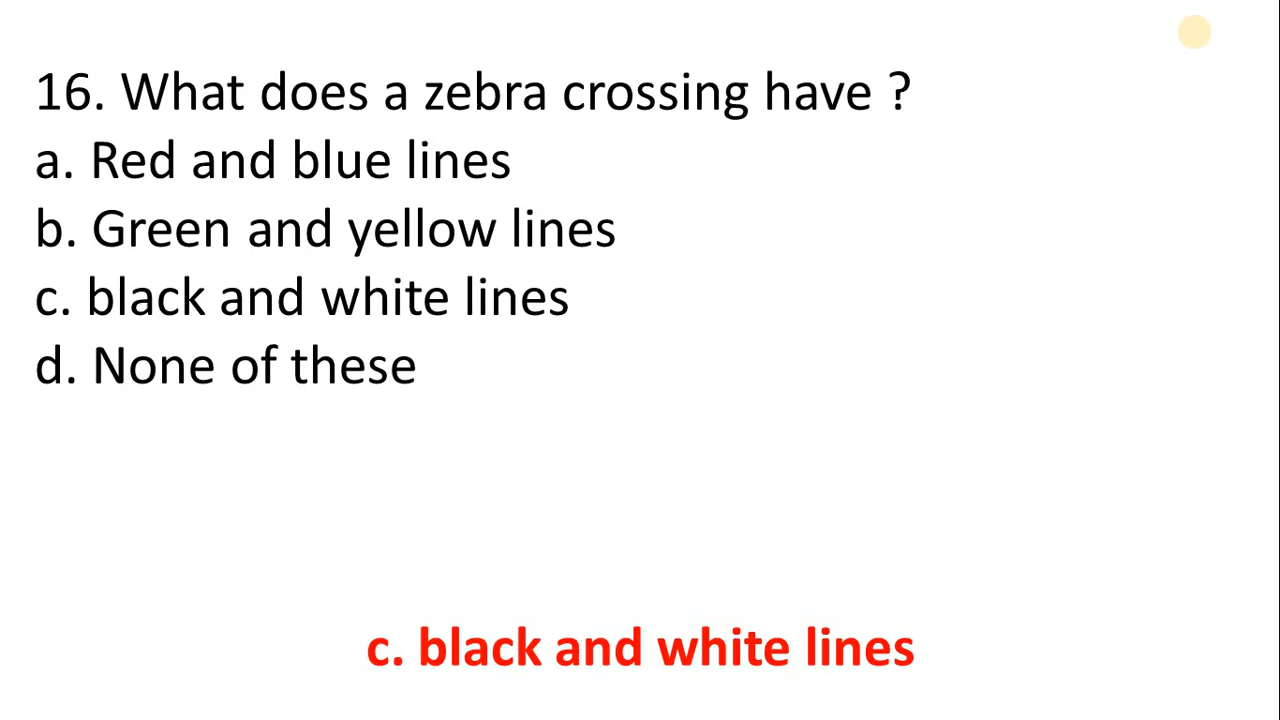 16. What does a zebra crossing have ?
a. Red and blue lines
b. Green and yellow lines
c. black and white lines
d. None of these
c. black and white lines